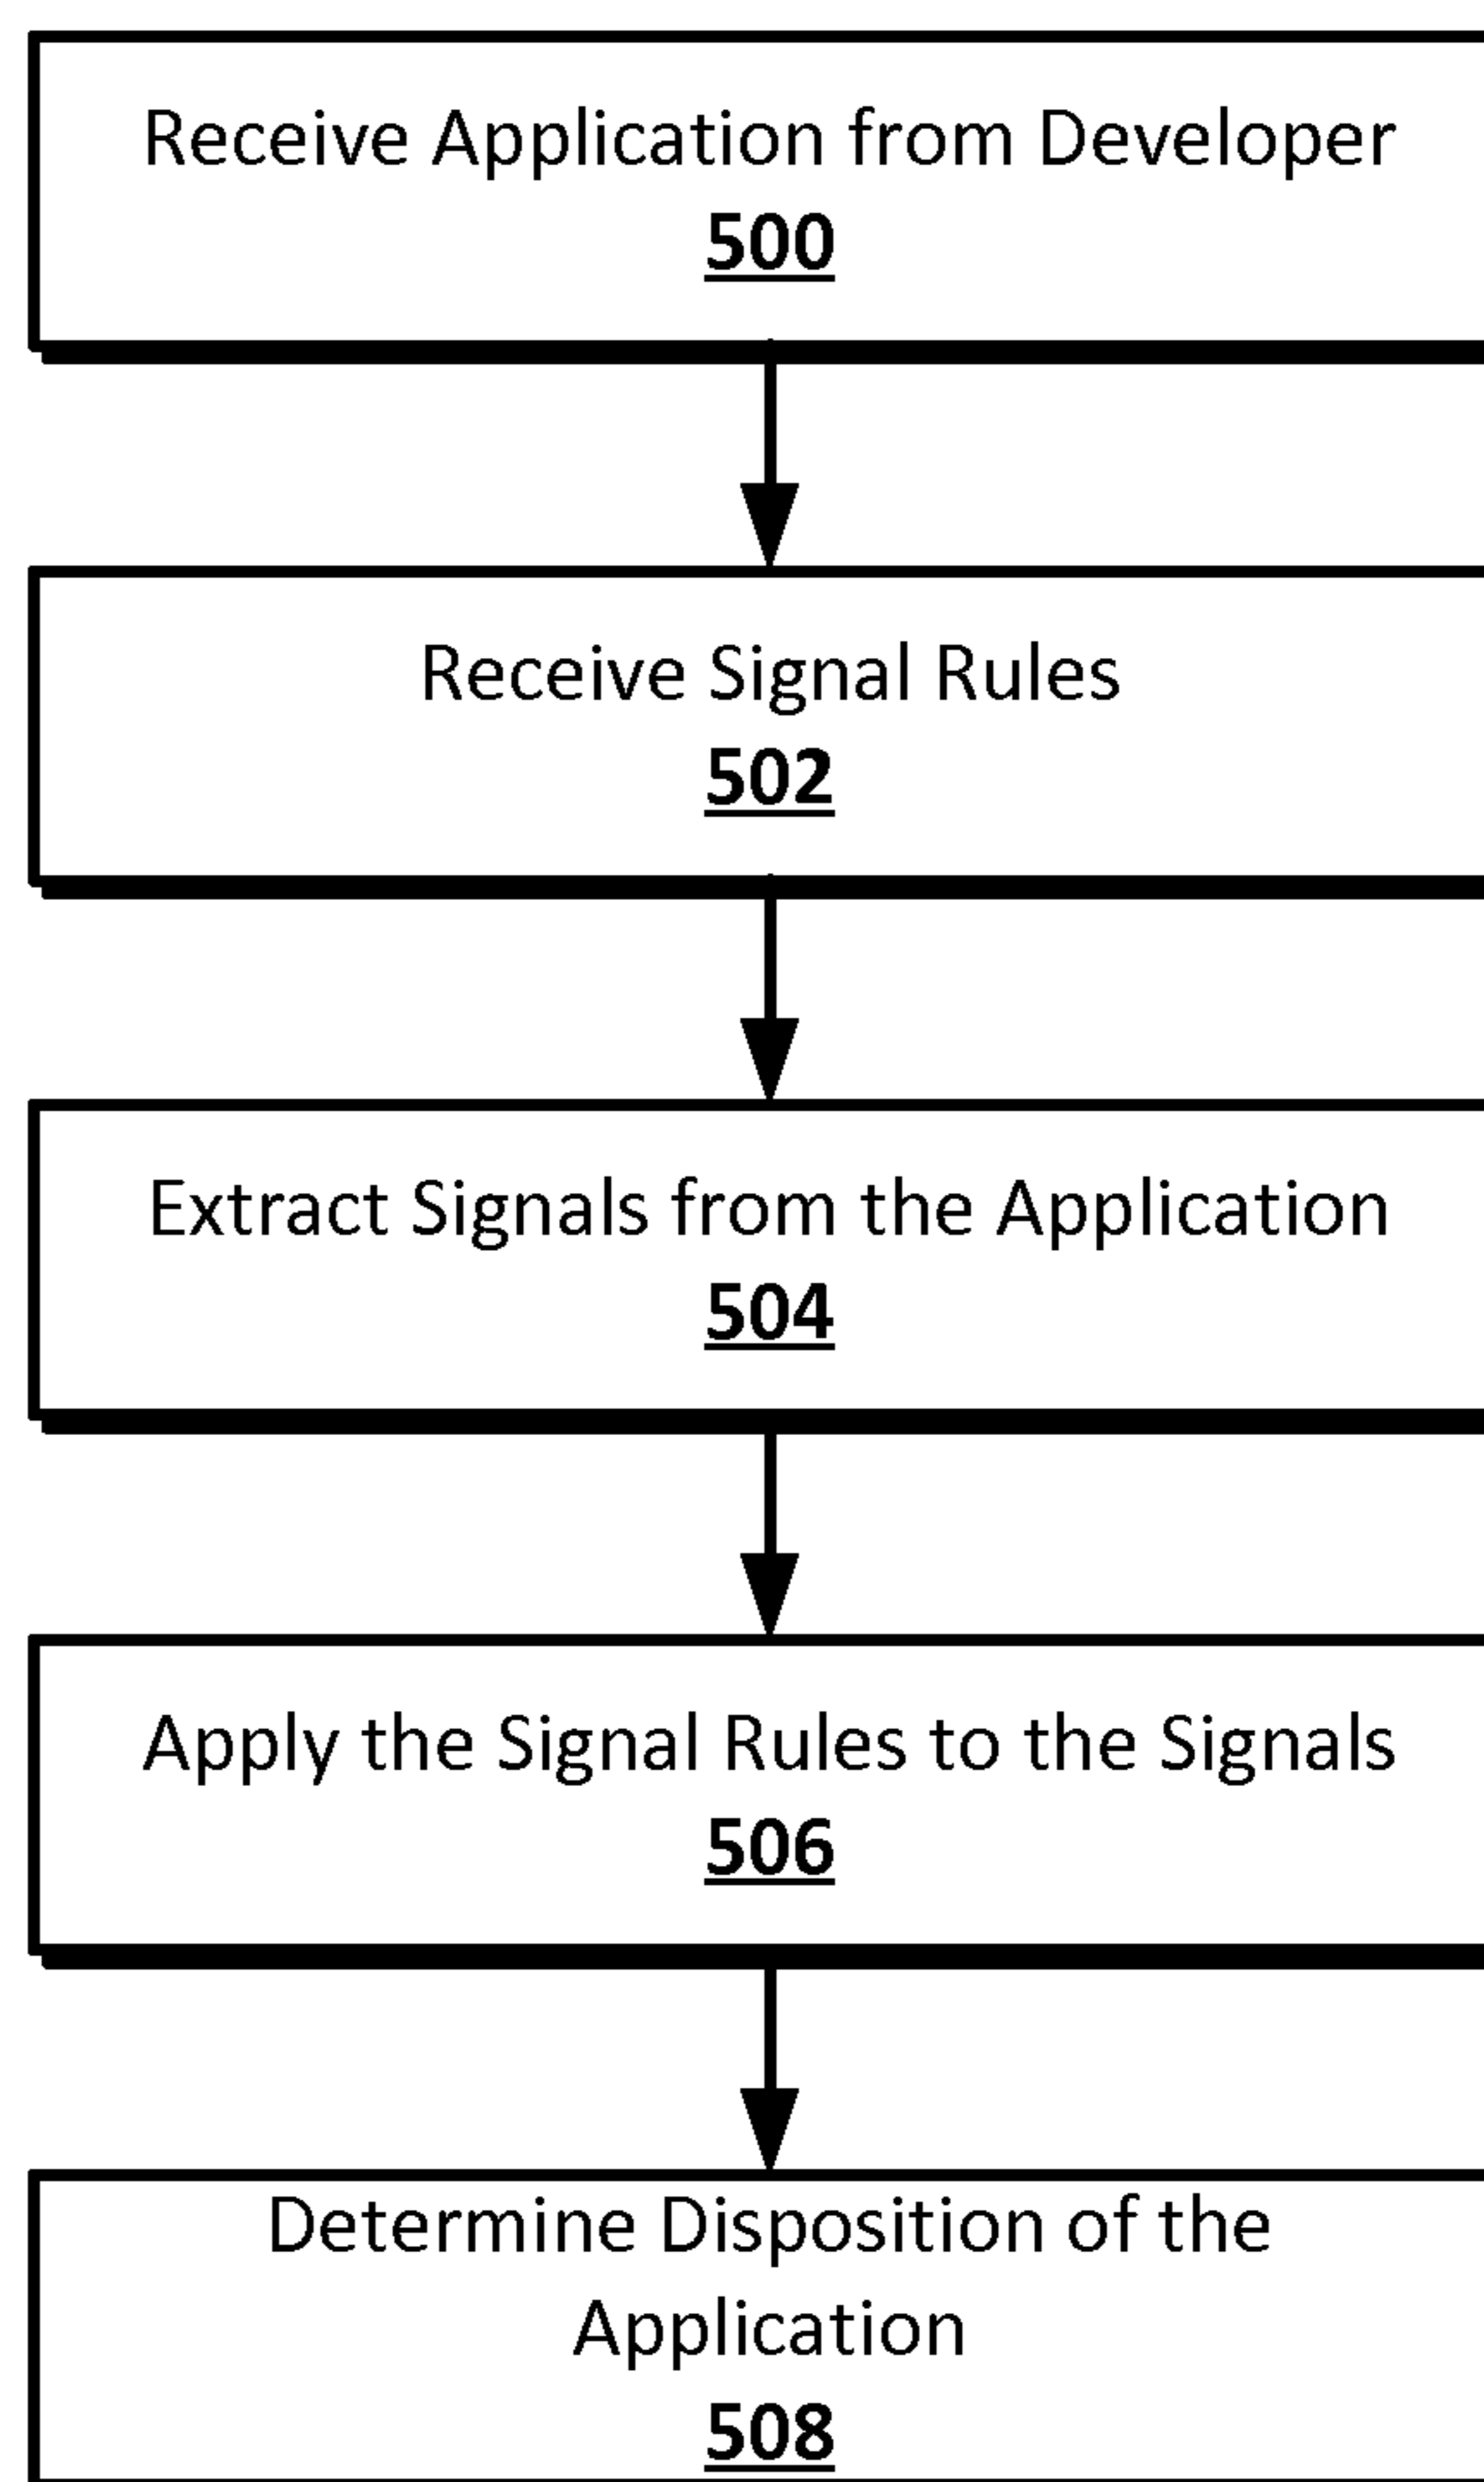 Receive Application from Developer
500
Receive Signal Rules
502
Extract Signals from the Application
504
Apply the Signal Rules to the Signals
506
Determine Disposition of the
Application
508